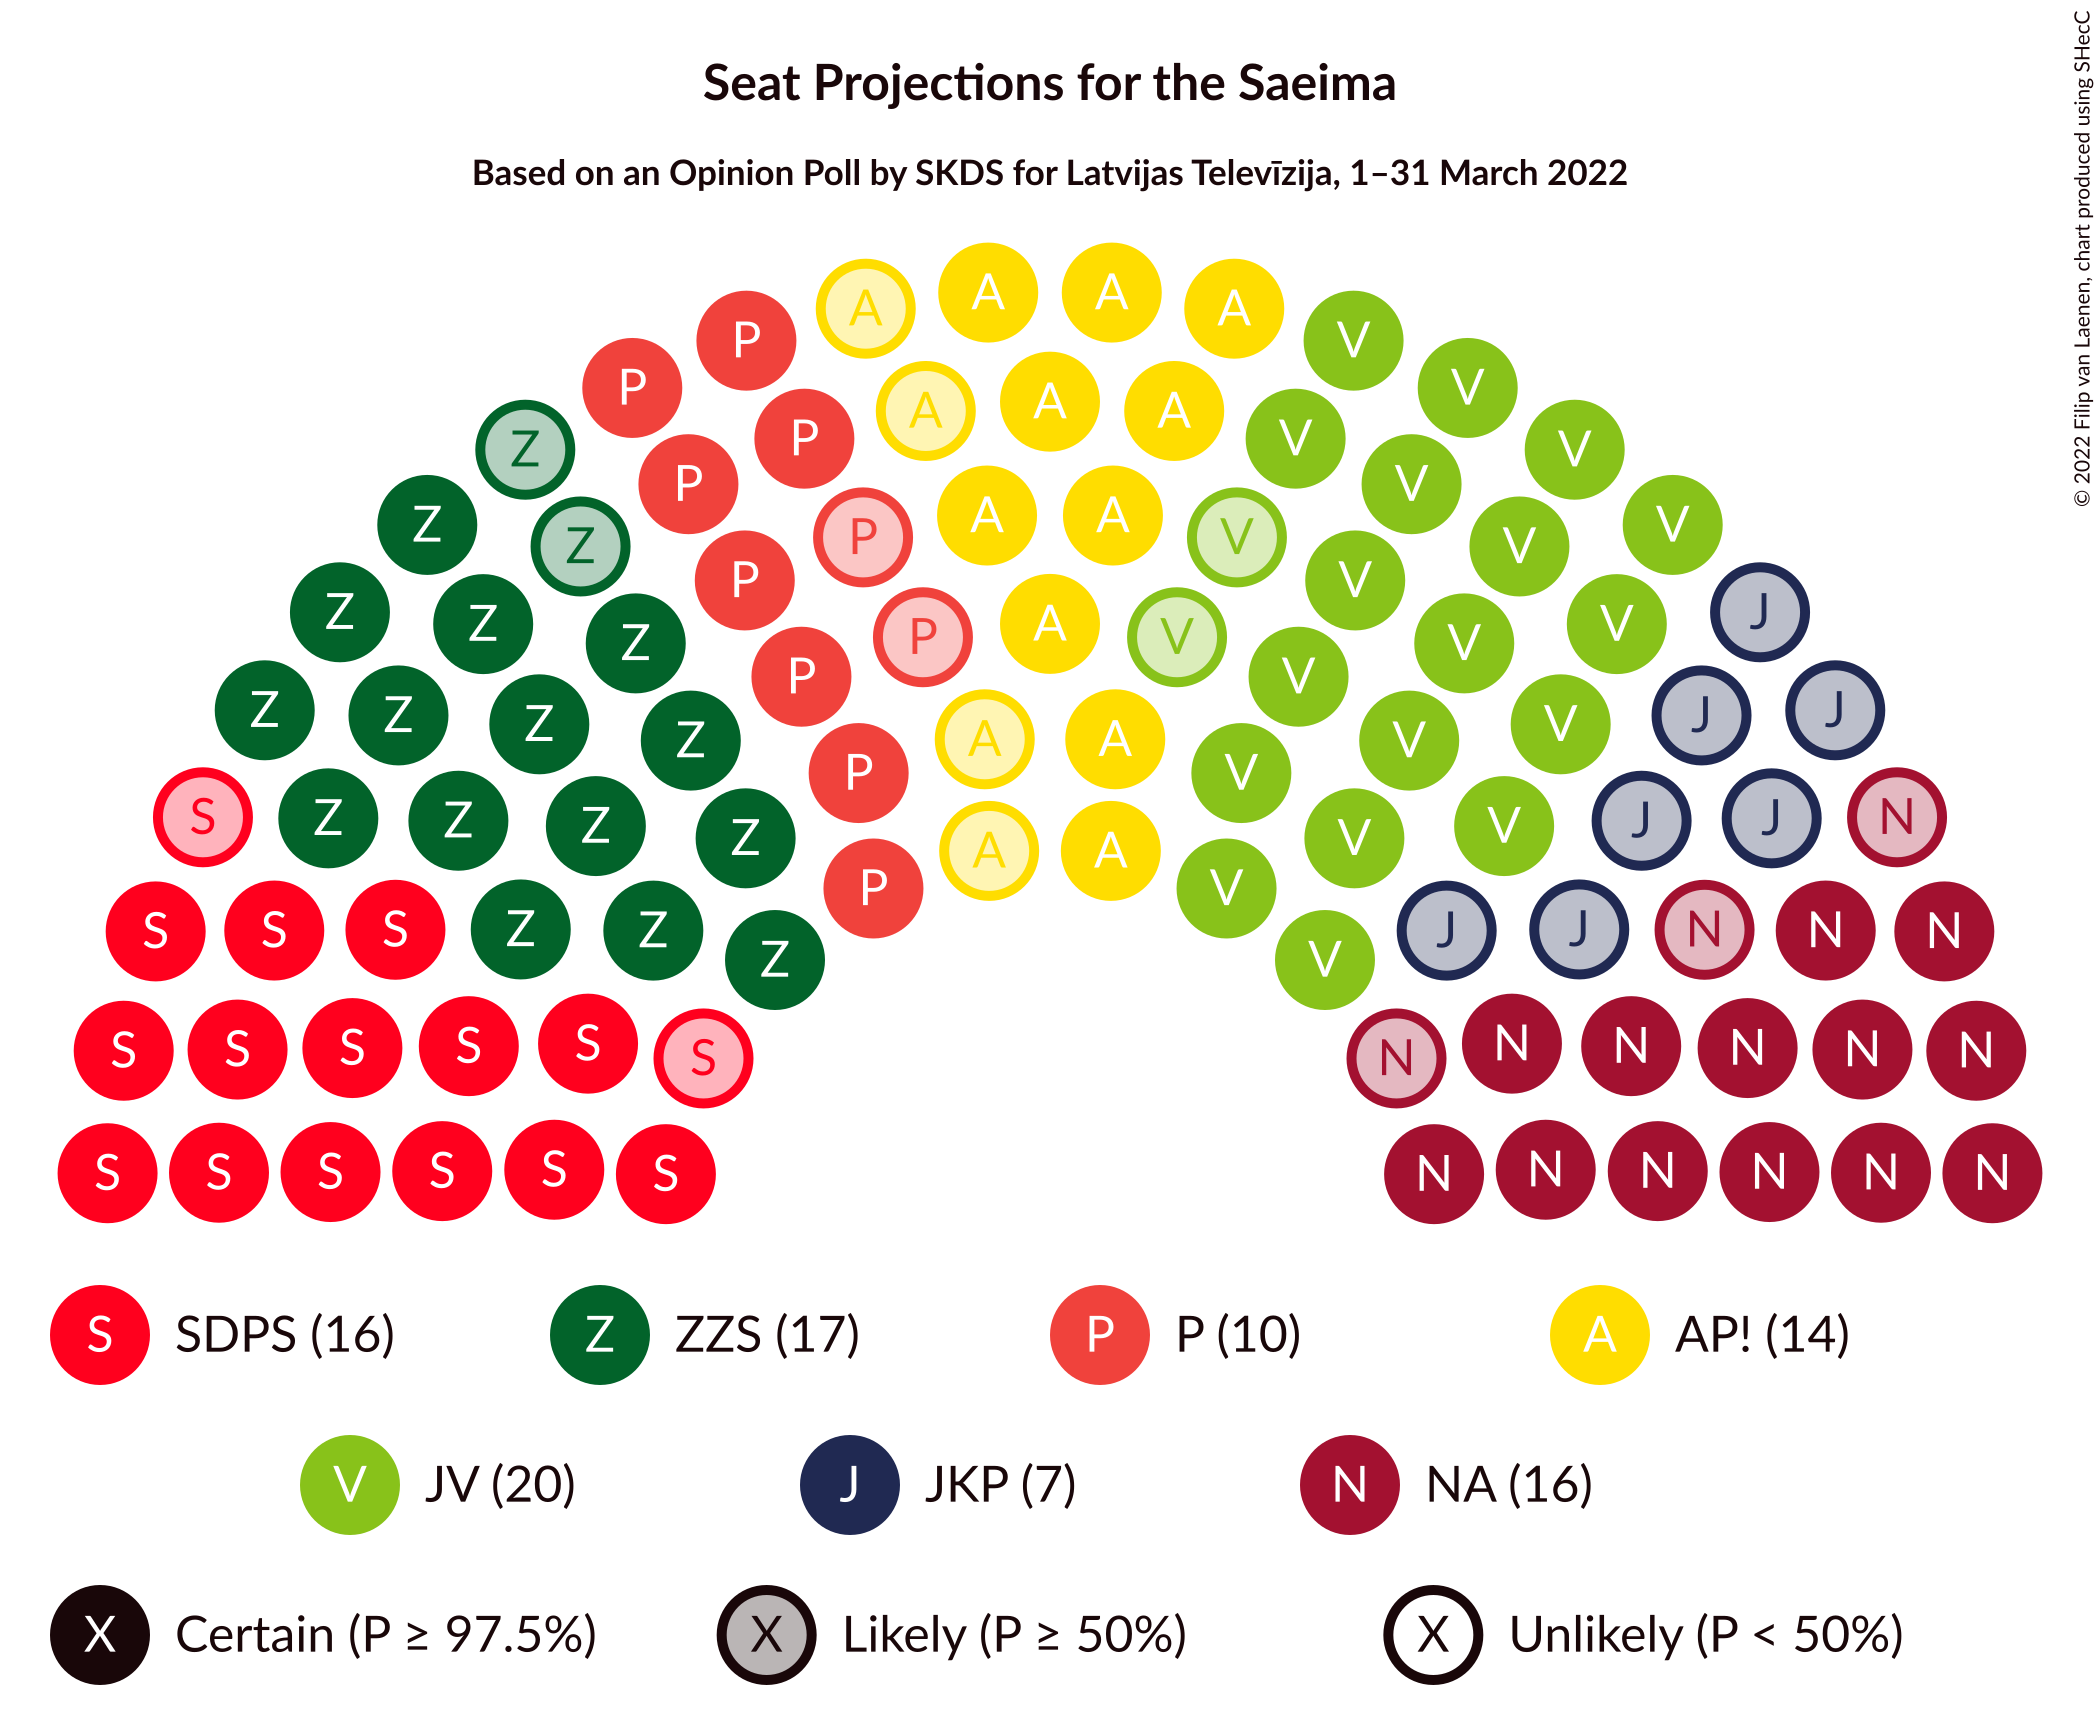 Seat Projections for the Saeima
Based on an Opinion Poll by SKDS for Latvijas Televīzija, 1–31 March 2022
© 2022 Filip van Laenen, chart produced using SHecC
A A A A
P V
P A A A V
Z P V V
P V
Z A A V
Z P V V
P V
Z Z Z P A V V V J
P V
Z Z Z Z A A V V J J
P V
S Z Z Z Z A A V V J J N
P V
S S S Z Z Z V J J N N N
S S S S S S N N N N N N
S S S S S S N N N N N N
S SDPS (16) Z ZZS (17) P P (10) A AP! (14)
V JV (20) J JKP (7) N NA (16)
X Certain (P ≥ 97.5%) X Likely (P ≥ 50%) X Unlikely (P < 50%)